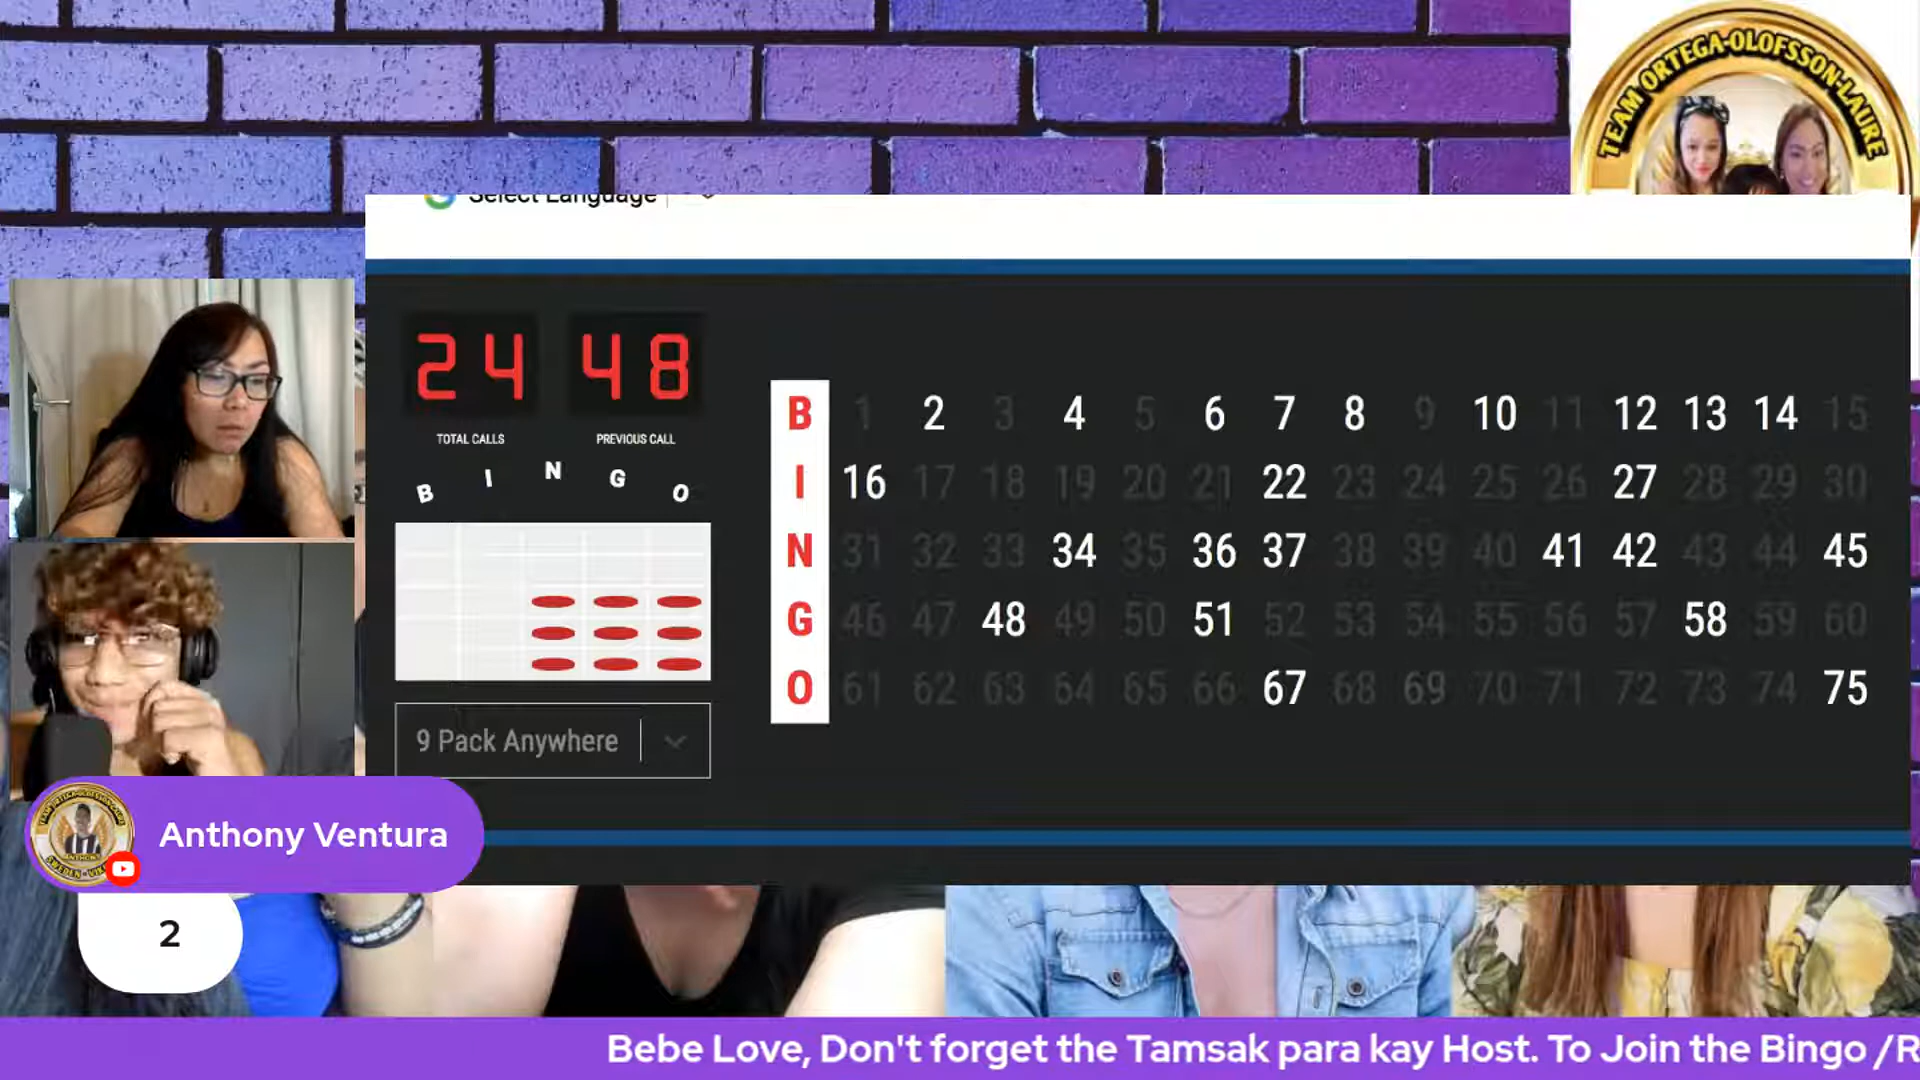 TEAM ORTEGA-OLOFSSON-LAURE
Select Language
24 48
TOTAL CALLS PREVIOUS CALL
B I N G O
9 Pack Anywhere
B 1 2 3 4 5 6 7 8 9 10 11 12 13 14 15
I 16 17 18 19 20 21 22 23 24 25 26 27 28 29 30
N 31 32 33 34 35 36 37 38 39 40 41 42 43 44 45
G 46 47 48 49 50 51 52 53 54 55 56 57 58 59 60
O 61 62 63 64 65 66 67 68 69 70 71 72 73 74 75
Anthony Ventura
2
Bebe Love, Don't forget the Tamsak para kay Host. To Join the Bingo /R